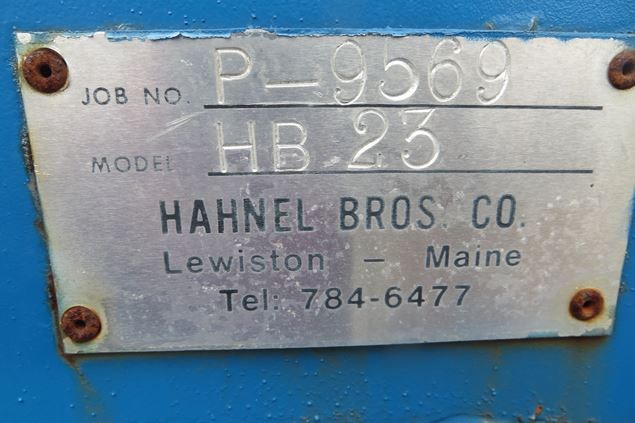 JOB NO. P-9569
MODEL HB 23
HAHNEL BROS. CO.
Lewiston - Maine
Tel: 784-6477